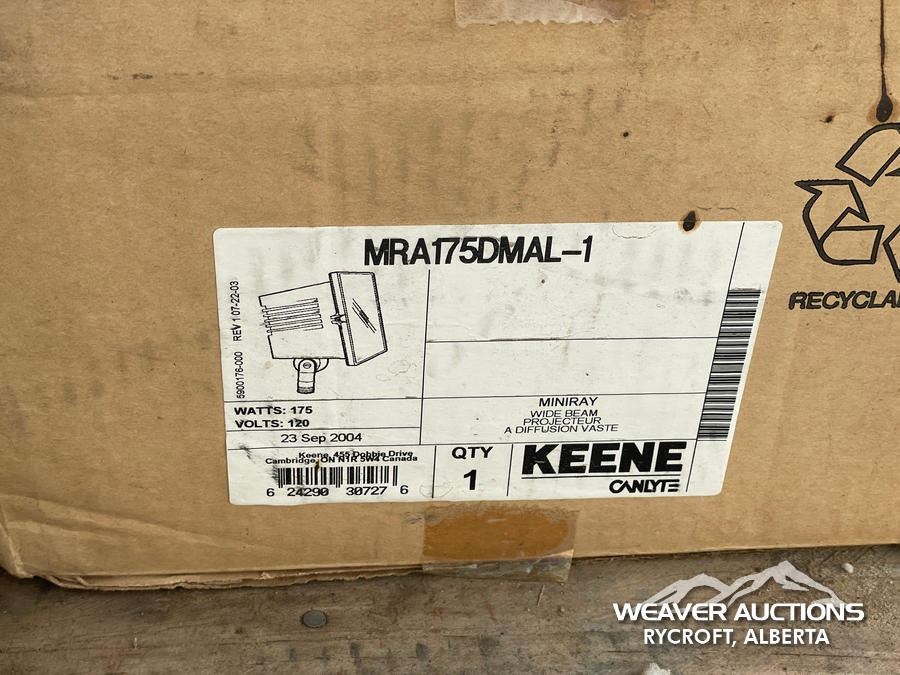 MRA175DMAL-1
5900176-000 REV 1 07-22-03
WATTS: 175
VOLTS: 120
23 Sep 2004
MINIRAY
WIDE BEAM
PROJECTEUR
A DIFFUSION VASTE
Keene, 455 Dobbie Drive
Cambridge, ON N1R 5W4 Canada
6 24290 30727 6
QTY
1
KEENE
CANLYTE
WEAVER AUCTIONS
RYCROFT, ALBERTA